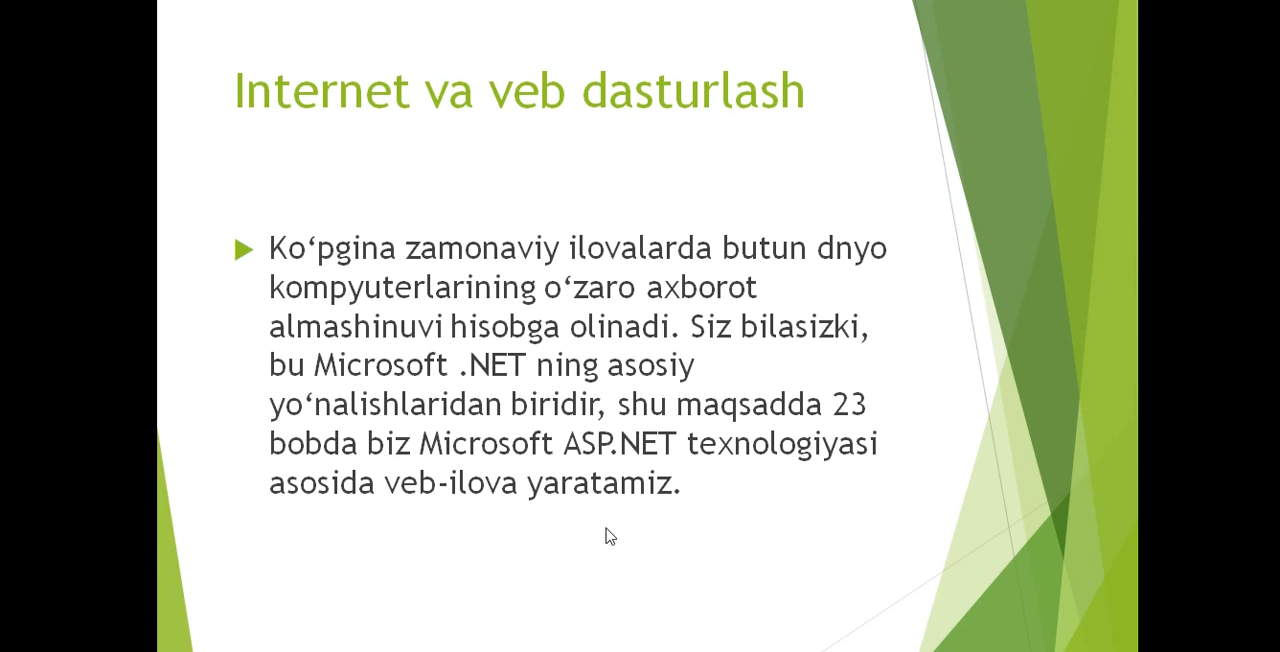 Internet va veb dasturlash
Ko‘pgina zamonaviy ilovalarda butun dnyo
kompyuterlarining o‘zaro axborot
almashinuvi hisobga olinadi. Siz bilasizki,
bu Microsoft .NET ning asosiy
yo‘nalishlaridan biridir, shu maqsadda 23
bobda biz Microsoft ASP.NET texnologiyasi
asosida veb-ilova yaratamiz.